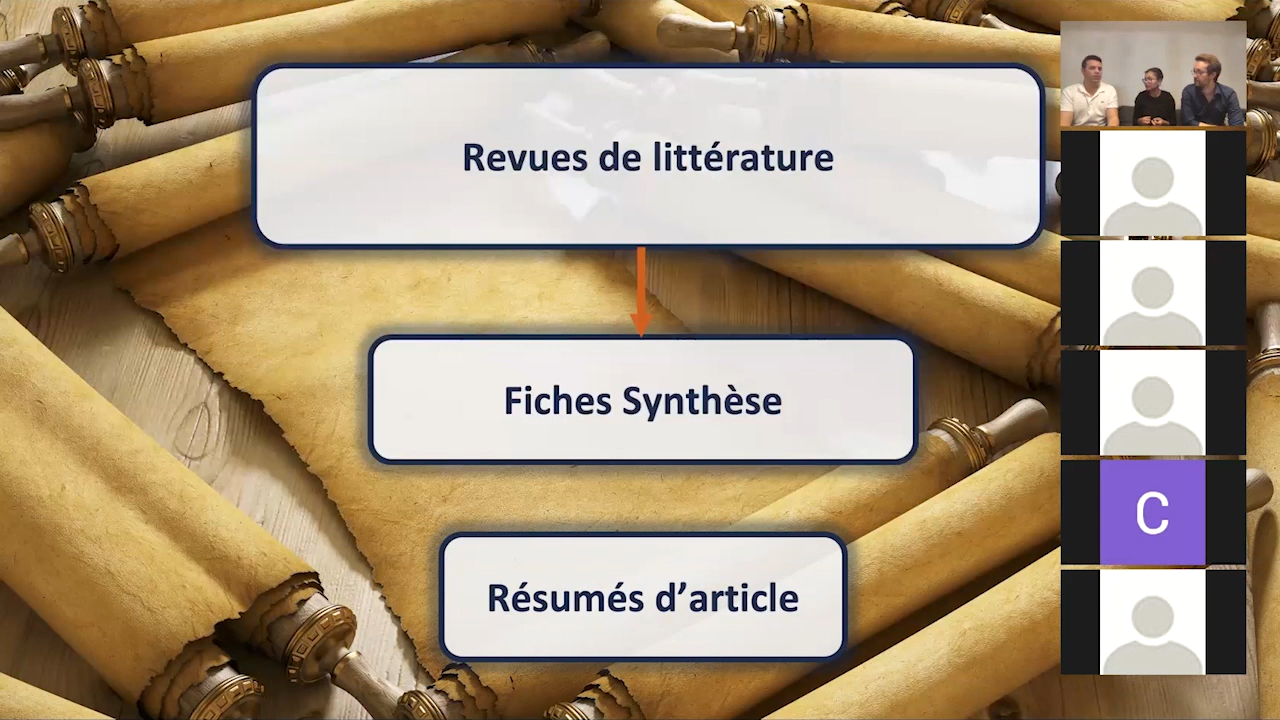 Revues de littérature
Fiches Synthèse
Résumés d’article
C